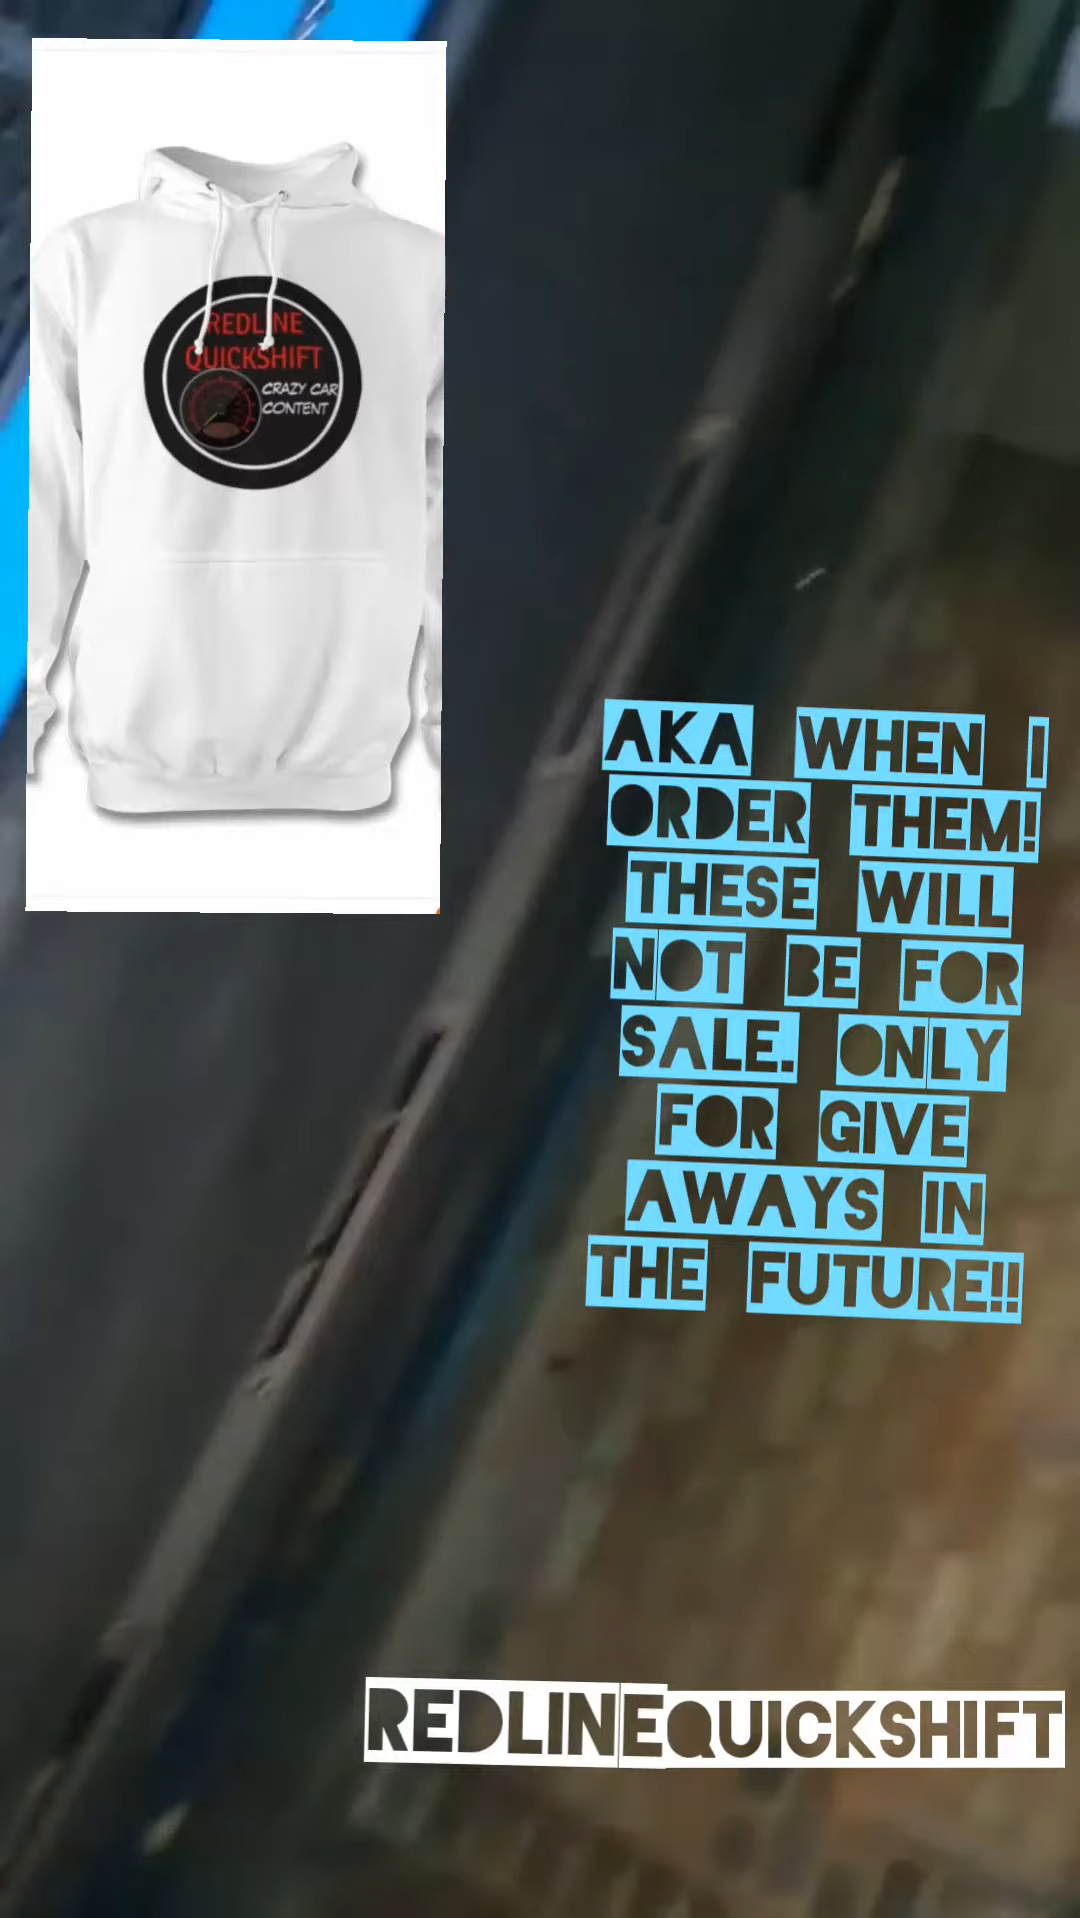 REDLINE
QUICKSHIFT
CRAZY CAR
CONTENT
AKA WHEN I
ORDER THEM!
THESE WILL
NOT BE FOR
SALE. ONLY
FOR GIVE
AWAYS IN
THE FUTURE!!
REDLINEQUICKSHIFT